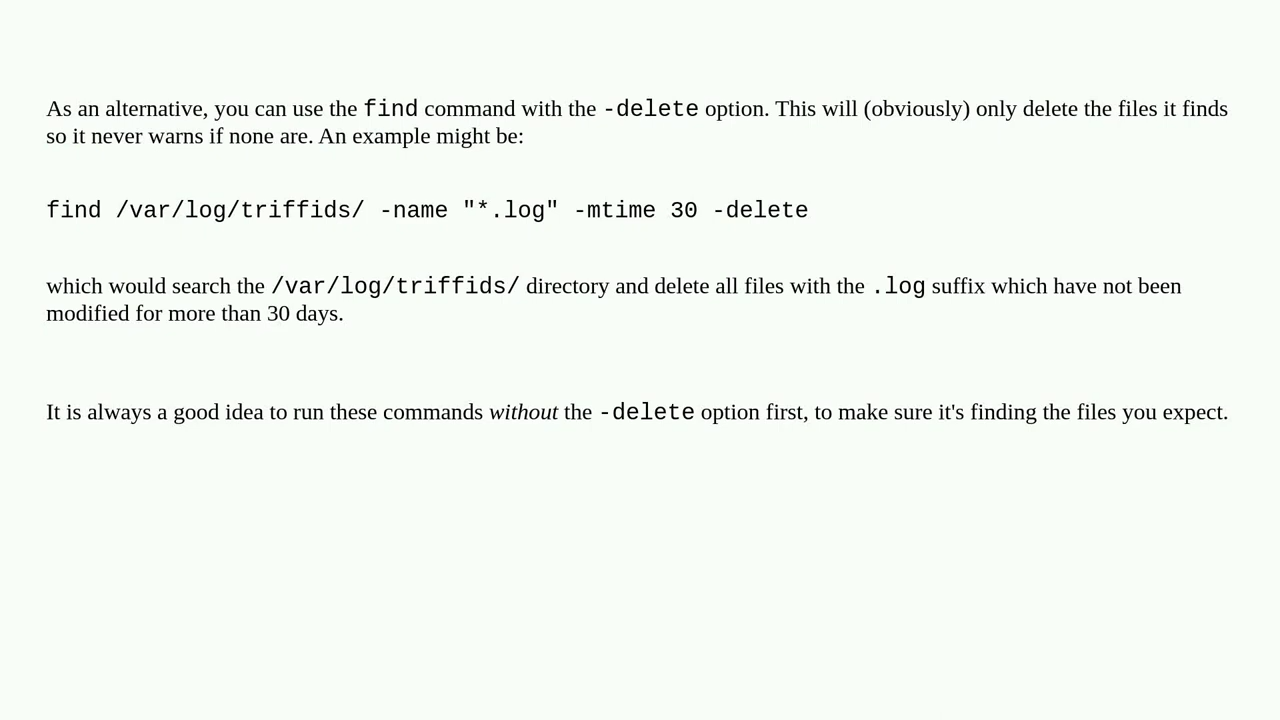 As an alternative, you can use the find command with the -delete option. This will (obviously) only delete the files it finds
so it never warns if none are. An example might be:
find /var/log/triffids/ -name "*.log" -mtime 30 -delete
which would search the /var/log/triffids/ directory and delete all files with the .log suffix which have not been
modified for more than 30 days.
It is always a good idea to run these commands without the -delete option first, to make sure it's finding the files you expect.